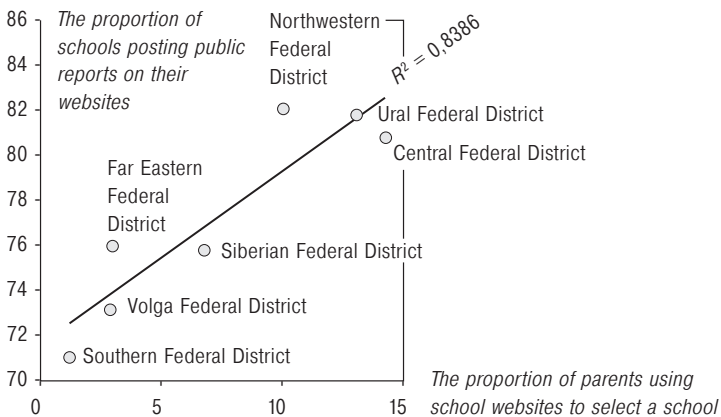 86
84
82
80
78
76
74
72
70
0
5
10
15
The proportion of
schools posting public
reports on their
websites
Northwestern
Federal
District
R² = 0,8386
Ural Federal District
Central Federal District
Far Eastern
Federal
District
Siberian Federal District
Volga Federal District
Southern Federal District
The proportion of parents using
school websites to select a school